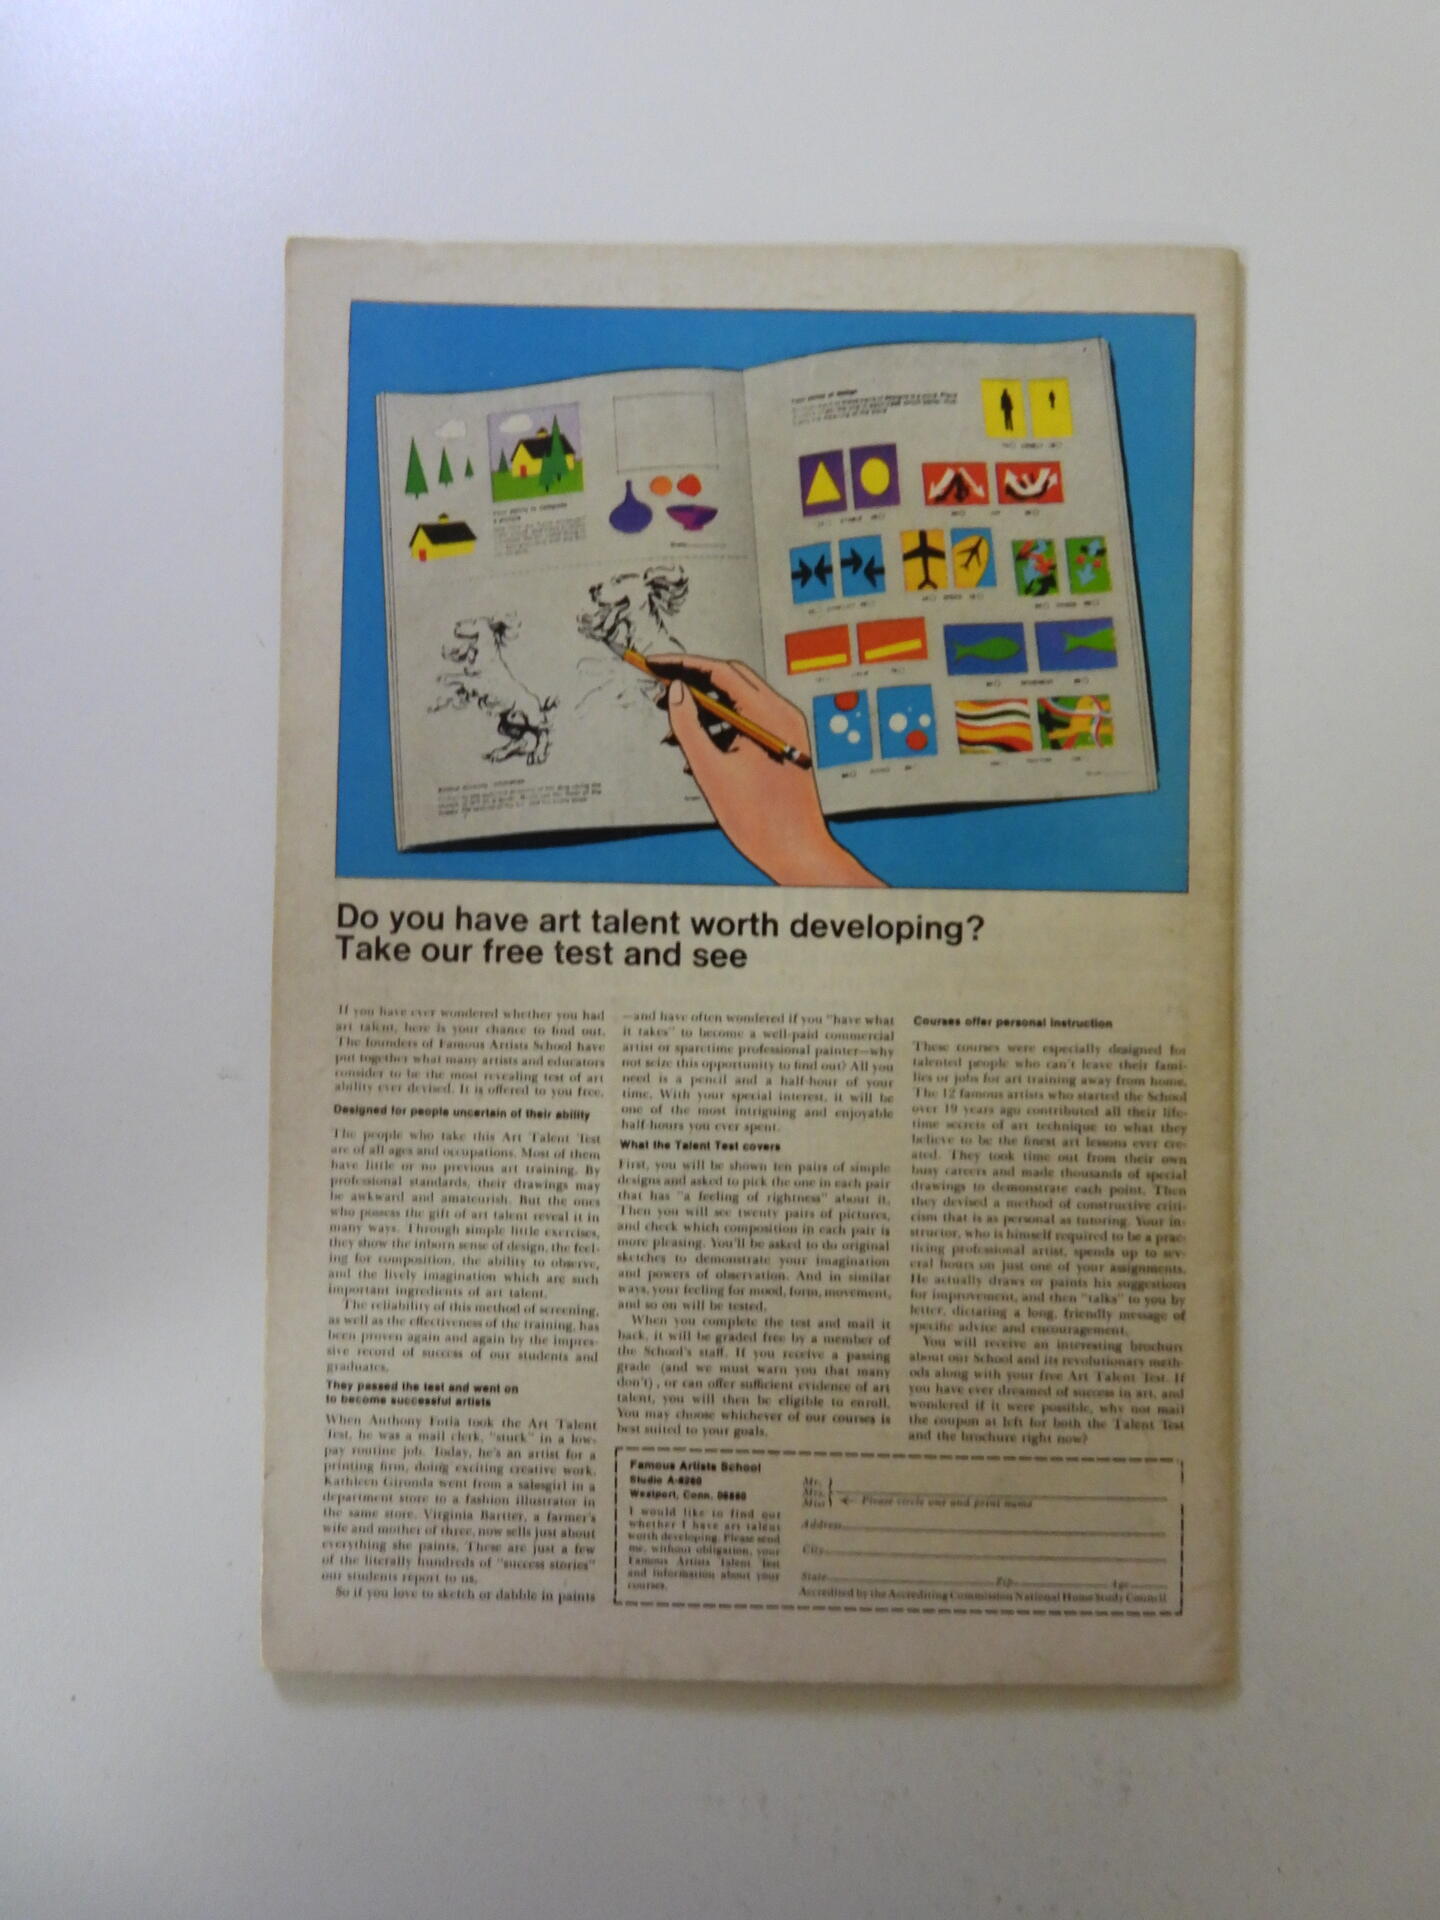 Do you have art talent worth developing?
Take our free test and see
If you have ever wondered whether you had
art talent, here is your chance to find out.
The founders of Famous Artists School have
put together what many artists and educators
consider to be the most revealing test of art
ability ever devised. It is offered to you free.
Designed for people uncertain of their ability
The people who take this Art Talent Test
are of all ages and occupations. Most of them
have little or no previous art training. By
professional standards, their drawings may
be awkward and amateurish. But the ones
who possess the gift of art talent reveal it in
many ways. Through simple little exercises,
they show the inborn sense of design, the feel-
ing for composition, the ability to observe,
and the lively imagination which are such
important ingredients of art talent.
The reliability of this method of screening,
as well as the effectiveness of the training, has
been proven again and again by the impres-
sive record of success of our students and
graduates.
They passed the test and went on
to become successful artists
When Anthony Fotia took the Art Talent
Test, he was a mail clerk, "stuck" in a low-
pay routine job. Today, he's an artist for a
printing firm, doing exciting creative work.
Kathleen Gironda went from a salesgirl in a
department store to a fashion illustrator in
the same store. Virginia Bartter, a farmer's
wife and mother of three, now sells just about
everything she paints. These are just a few
of the literally hundreds of "success stories"
our students report to us.
So if you love to sketch or dabble in paints
—and have often wondered if you "have what
it takes" to become a well-paid commercial
artist or sparetime professional painter—why
not seize this opportunity to find out? All you
need is a pencil and a half-hour of your
time. With your special interest, it will be
one of the most intriguing and enjoyable
half-hours you ever spent.
What the Talent Test covers
First, you will be shown ten pairs of simple
designs and asked to pick the one in each pair
that has "a feeling of rightness" about it.
Then you will see twenty pairs of pictures,
and check which composition in each pair is
more pleasing. You'll be asked to do original
sketches to demonstrate your imagination
and powers of observation. And in similar
ways, your feeling for mood, form, movement,
and so on will be tested.
When you complete the test and mail it
back, it will be graded free by a member of
the School's staff. If you receive a passing
grade (and we must warn you that many
don't), or can offer sufficient evidence of art
talent, you will then be eligible to enroll.
You may choose whichever of our courses is
best suited to your goals.
Courses offer personal instruction
These courses were especially designed for
talented people who can't leave their fami-
lies or jobs for art training away from home.
The 12 famous artists who started the School
over 19 years ago contributed all their life-
time secrets of art technique to what they
believe to be the finest art lessons ever cre-
ated. They took time out from their own
busy careers and made thousands of special
drawings to demonstrate each point. Then
they devised a method of constructive criti-
cism that is as personal as tutoring. Your in-
structor, who is himself required to be a prac-
ticing professional artist, spends up to sev-
eral hours on just one of your assignments.
He actually draws or paints his suggestions
for improvement, and then "talks" to you by
letter, dictating a long, friendly message of
specific advice and encouragement.
You will receive an interesting brochure
about our School and its revolutionary meth-
ods along with your free Art Talent Test. If
you have ever dreamed of success in art, and
wondered if it were possible, why not mail
the coupon at left for both the Talent Test
and the brochure right now?
Famous Artists School
Studio
Westport, Conn. 06880
I would like to find out
whether I have art talent
worth developing. Please send
me, without obligation, your
Famous Artists Talent Test
and information about your
courses.
Mr.
Mrs.
Miss
Please circle one and print name
Address
City
State Zip Age
Accredited by the Accrediting Commission National Home Study Council